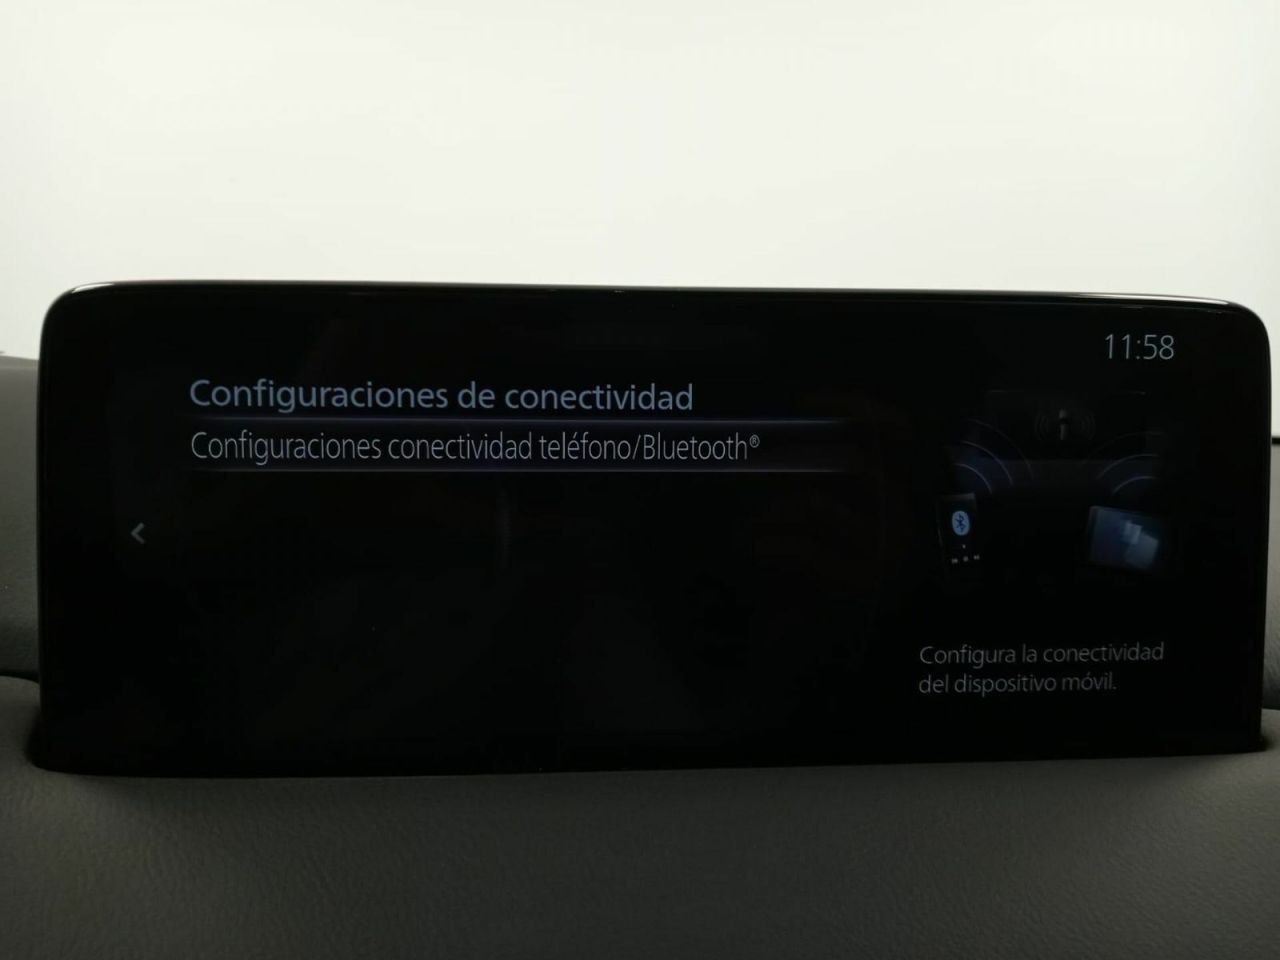 11:58
Configuraciones de conectividad
Configuraciones conectividad teléfono/Bluetooth®
Configura la conectividad
del dispositivo móvil.